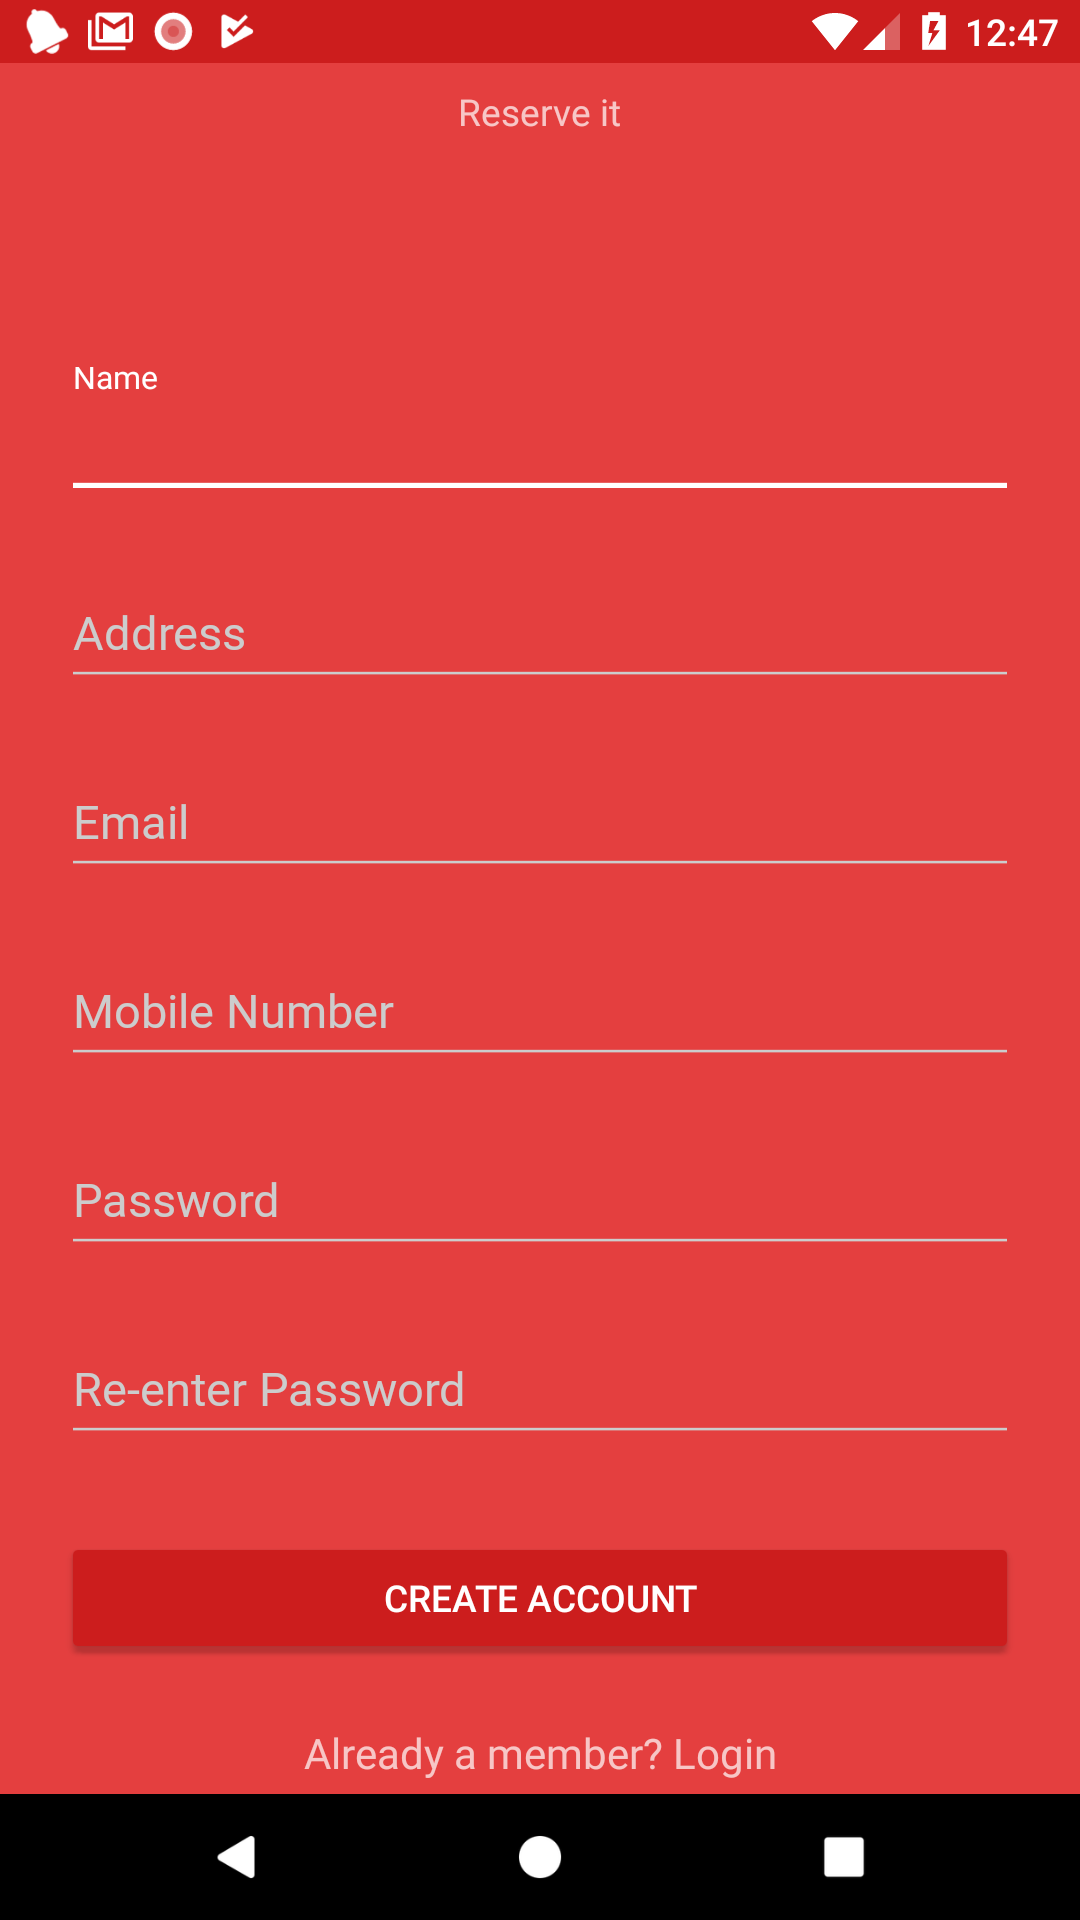 12:47
Reserve it
Name
Address
Email
Mobile Number
Password
Re-enter Password
CREATE ACCOUNT
Already a member? Login